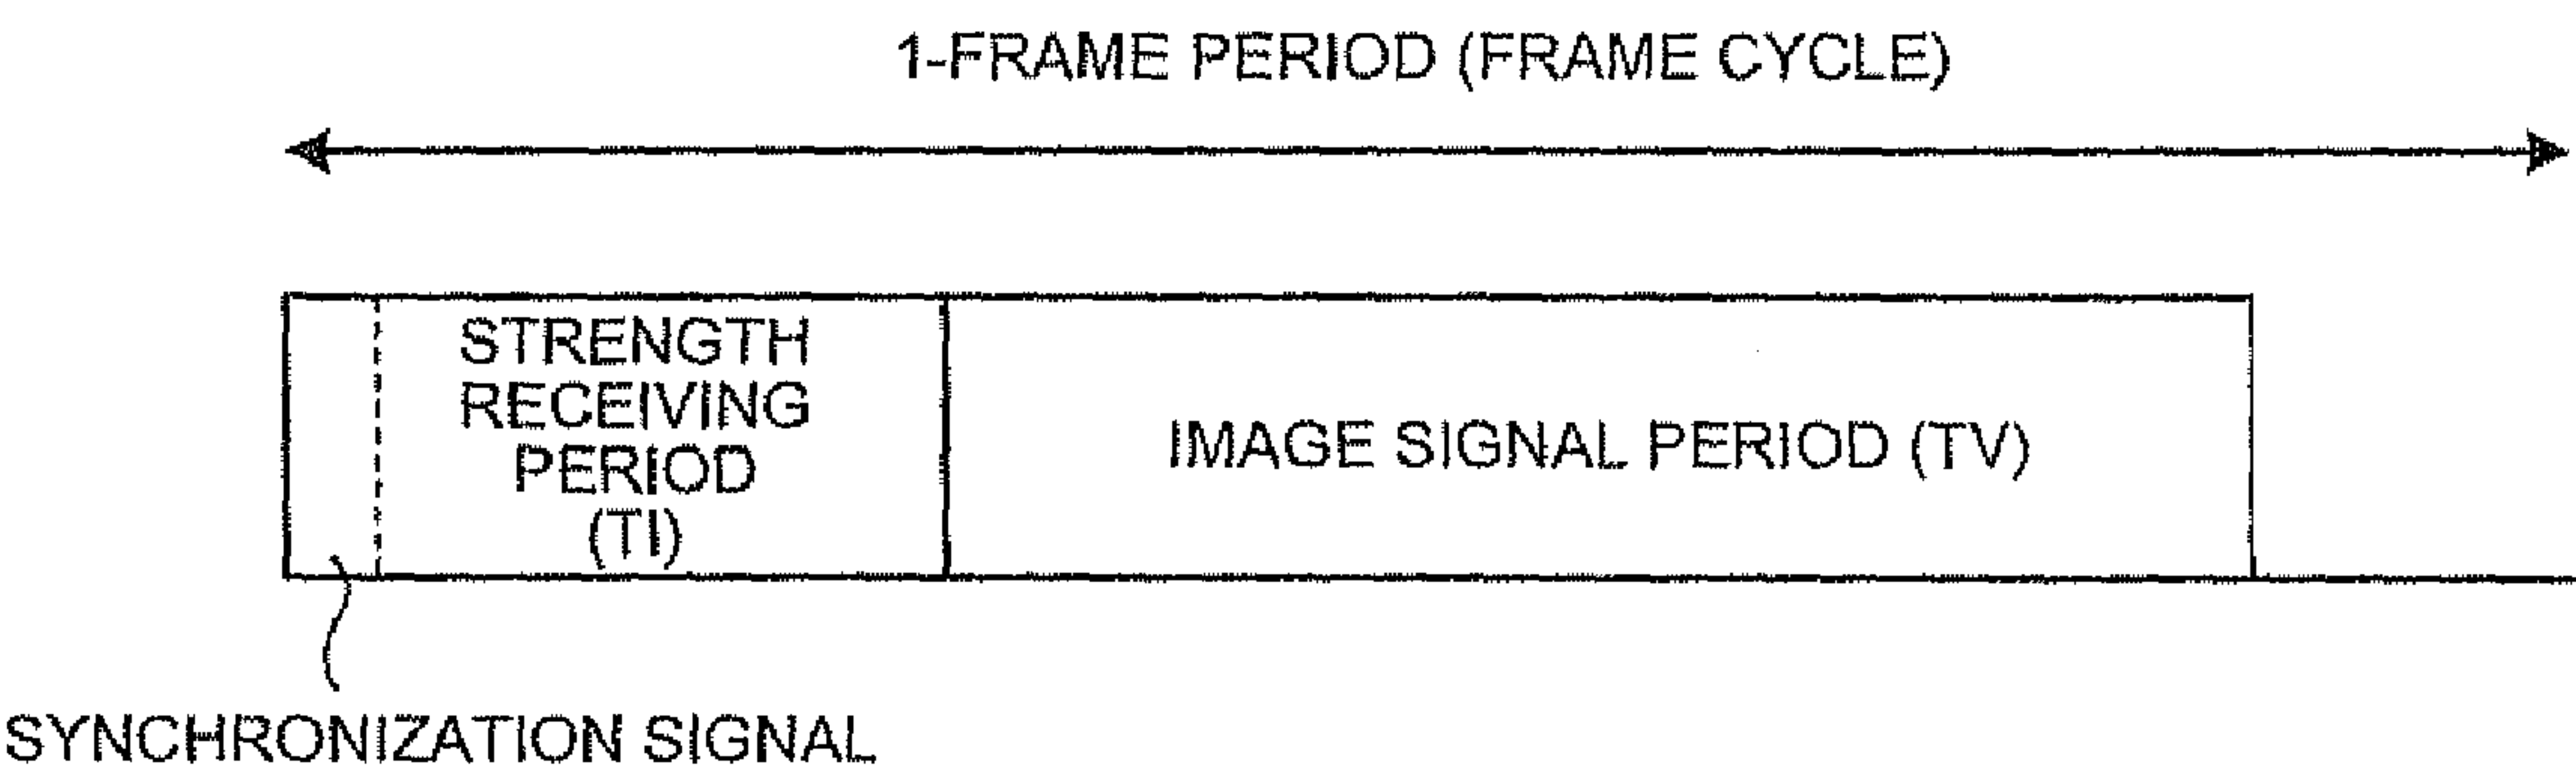 1-FRAME PERIOD (FRAME CYCLE)
STRENGTH
RECEIVING
PERIOD
(TI)
IMAGE SIGNAL PERIOD (TV)
SYNCHRONIZATION SIGNAL